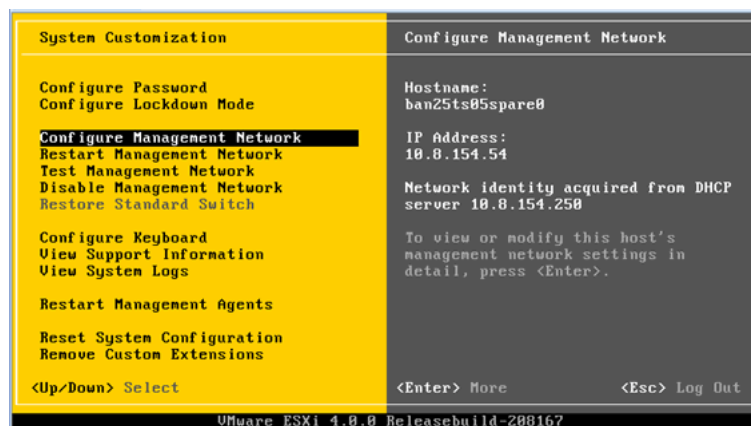 System Customization
Configure Password
Configure Lockdown Mode
Configure Management Network
Restart Management Network
Test Management Network
Disable Management Network
Restore Standard Switch
Configure Keyboard
View Support Information
View System Logs
Restart Management Agents
Reset System Configuration
Remove Custom Extensions
<Up/Down> Select
Configure Management Network
Hostname:
ban25ts05spare0
IP Address:
10.8.154.54
Network identity acquired from DHCP
server 10.8.154.250
To view or modify this host's
management network settings in
detail, press <Enter>.
<Enter> More
<Esc> Log Out
VMware ESXi 4.0.0 Releasebuild-208167